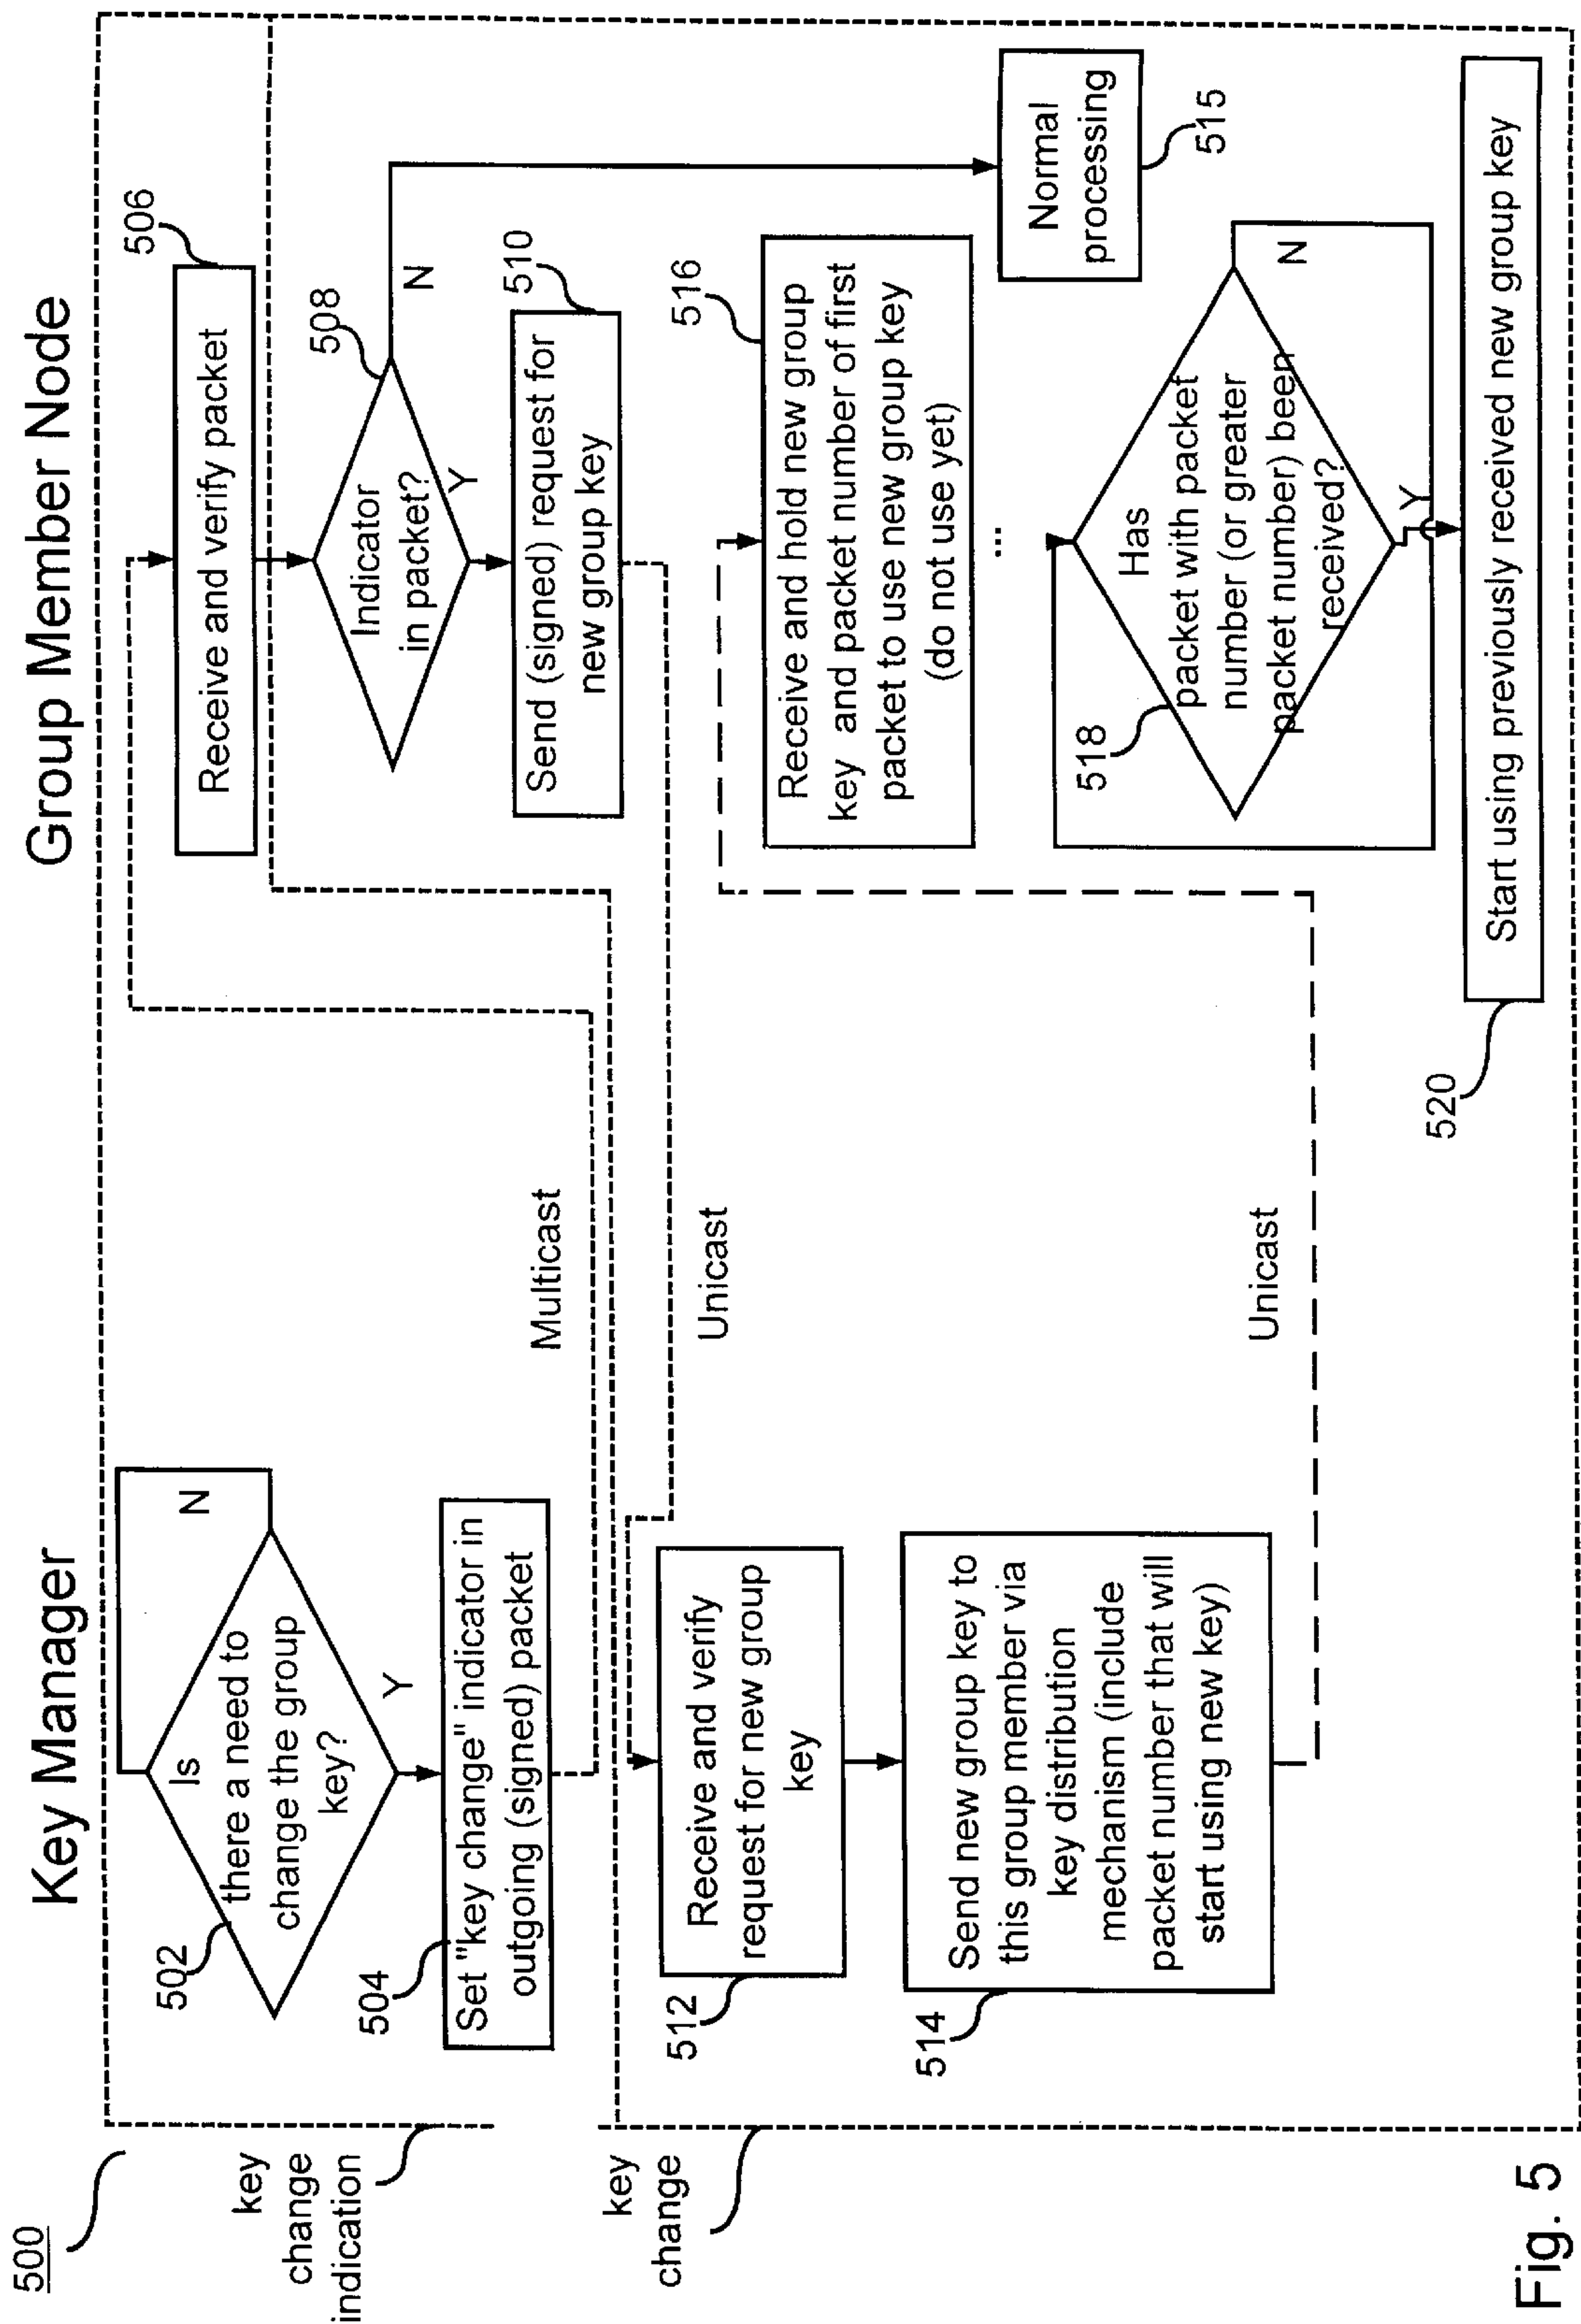 500
Key Manager
Group Member Node
key
change
indication
502
Is
there a need to
change the group
key?
N
Y
504
Set "key change" indicator in
outgoing (signed) packet
Multicast
506
Receive and verify packet
508
Indicator
in packet?
N
Y
510
Send (signed) request for
new group key
key
change
Unicast
512
Receive and verify
request for new group
key
514
Send new group key to
this group member via
key distribution
mechanism (include
packet number that will
start using new key)
Unicast
516
Receive and hold new group
key and packet number of first
packet to use new group key
(do not use yet)
...
Normal
processing
515
518
Has
packet with packet
number (or greater
packet number) been
received?
N
Y
520
Start using previously received new group key
Fig. 5